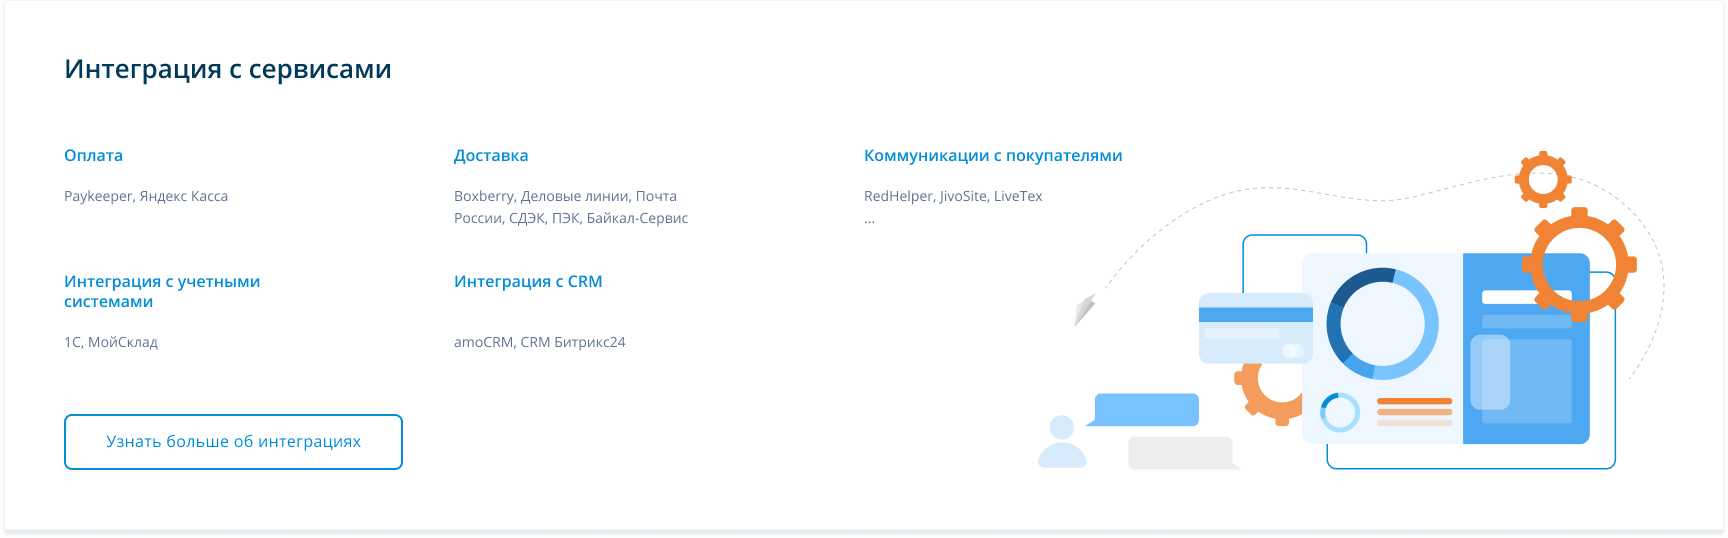 Интеграция с сервисами
Оплата
Paykeeper, Яндекс Касса
Доставка
Boxberry, Деловые линии, Почта
России, СДЭК, ПЭК, Байкал-Сервис
Коммуникации с покупателями
RedHelper, JivoSite, LiveTex
...
Интеграция с учетными
системами
1С, МойСклад
Интеграция с CRM
amoCRM, CRM Битрикс24
Узнать больше об интеграциях